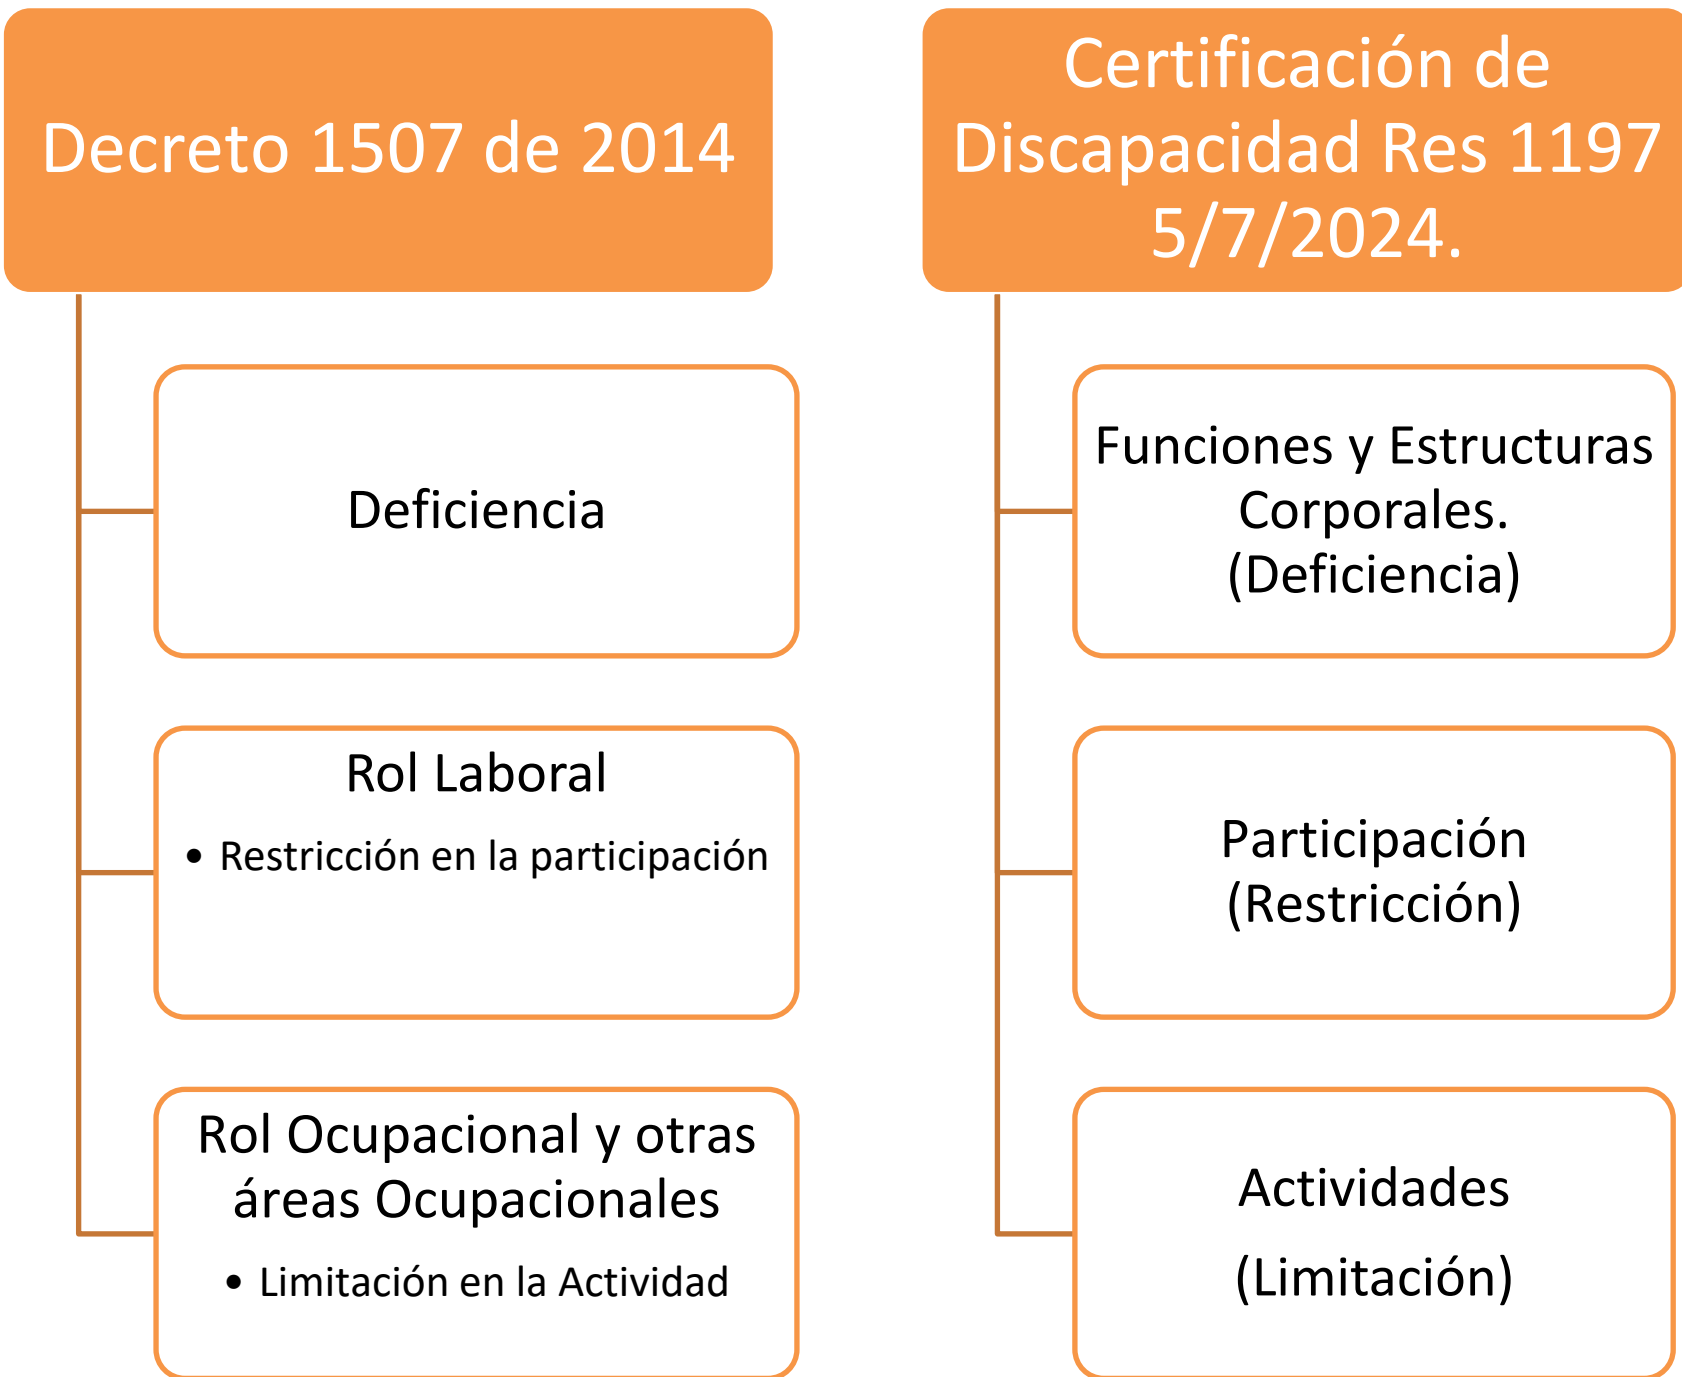 Decreto 1507 de 2014
Deficiencia
Rol Laboral
• Restricción en la participación
Rol Ocupacional y otras
áreas Ocupacionales
• Limitación en la Actividad
Certificación de
Discapacidad Res 1197
5/7/2024.
Funciones y Estructuras
Corporales.
(Deficiencia)
Participación
(Restricción)
Actividades
(Limitación)